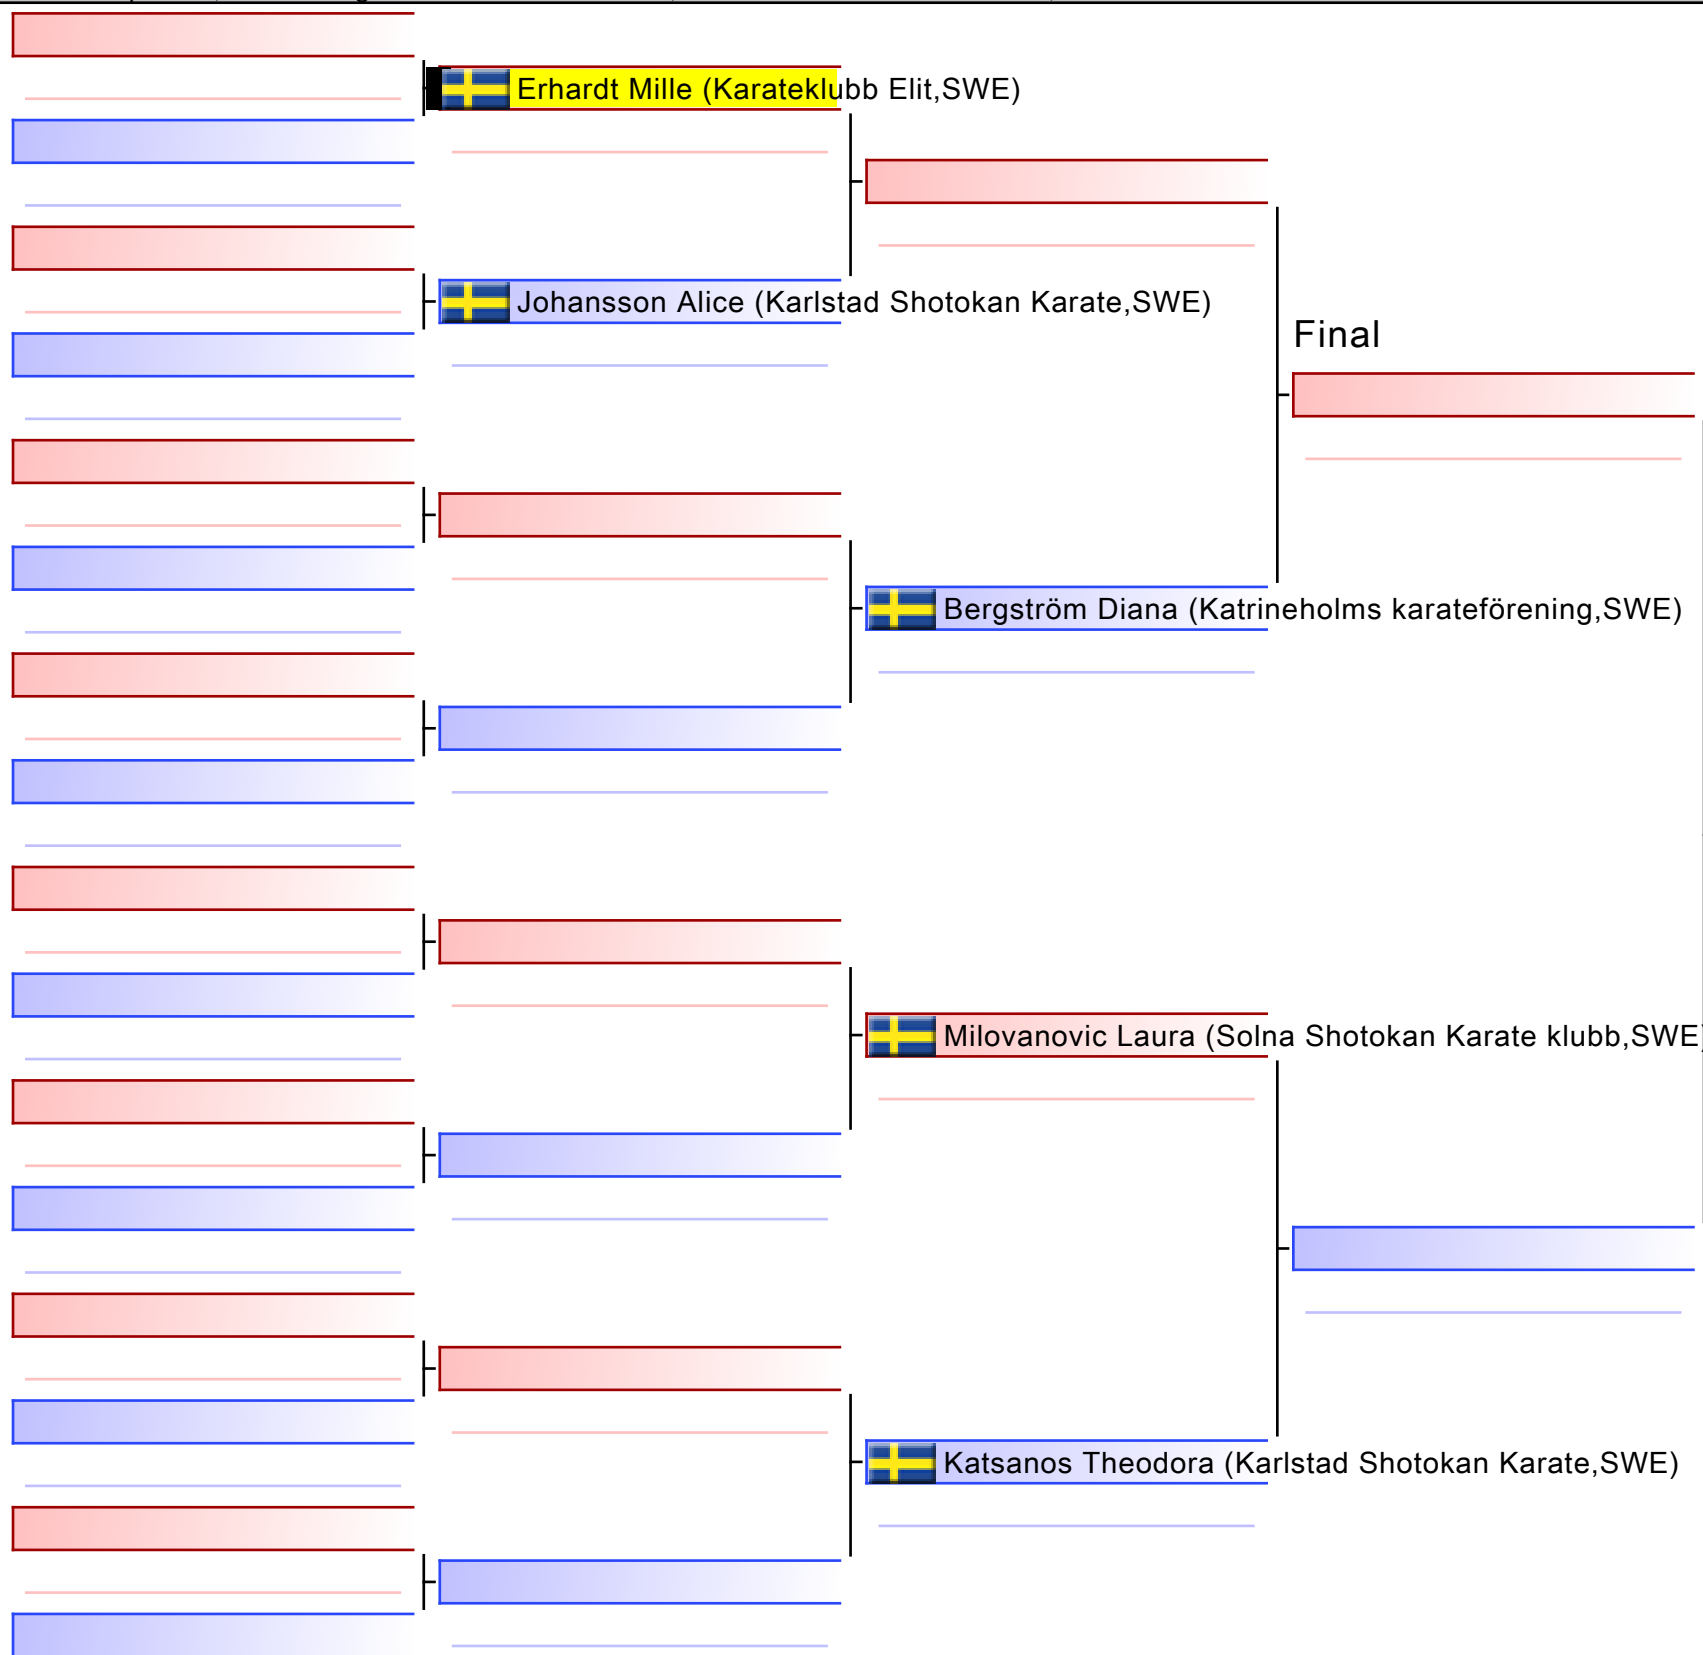 Erhardt Mille (Karateklubb Elit,SWE)
Johansson Alice (Karlstad Shotokan Karate,SWE)
Final
Bergström Diana (Katrineholms karateförening,SWE)
Milovanovic Laura (Solna Shotokan Karate klubb,SWE)
Katsanos Theodora (Karlstad Shotokan Karate,SWE)